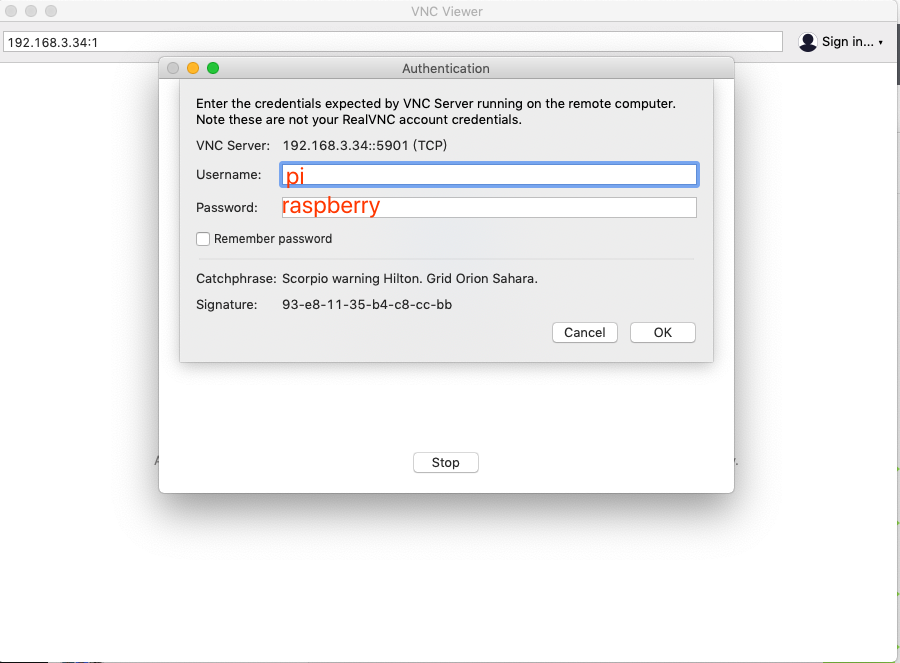 VNC Viewer
192.168.3.34:1
Sign in...
Authentication
Enter the credentials expected by VNC Server running on the remote computer.
Note these are not your RealVNC account credentials.
VNC Server: 192.168.3.34::5901 (TCP)
Username: pi
Password: raspberry
Remember password
Catchphrase: Scorpio warning Hilton. Grid Orion Sahara.
Signature: 93-e8-11-35-b4-c8-cc-bb
Cancel OK
Stop